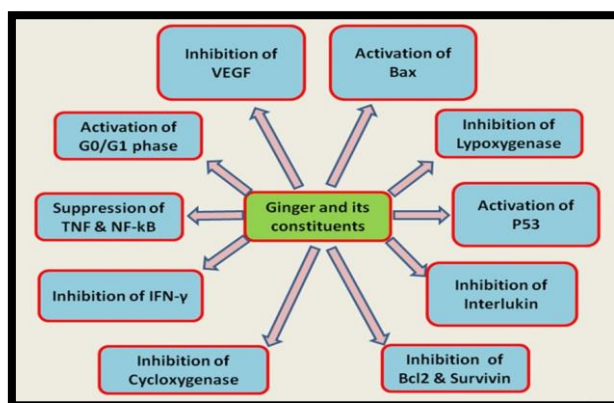 Inhibition of
VEGF
Activation of
Bax
Activation of
G0/G1 phase
Inhibition of
Lypoxygenase
Suppression of
TNF & NF-kB
Ginger and its
constituents
Activation of
P53
Inhibition of IFN-γ
Inhibition of
Interlukin
Inhibition of
Cycloxygenase
Inhibition of
Bcl2 & Survivin